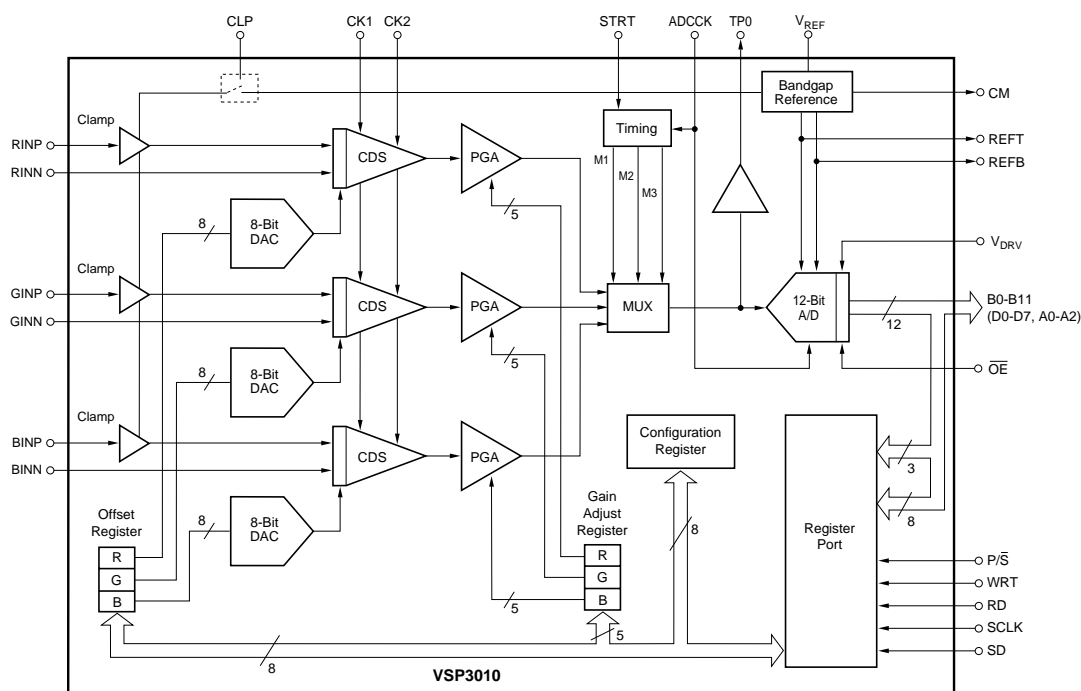 CLP
CK1
CK2
STRT
ADCCK
TP0
VREF
Bandgap
Reference
CM
Clamp
Timing
REFT
RINP
CDS
PGA
M1
REFB
RINN
M2
M3
5
8
8-Bit
DAC
VDRV
Clamp
GINP
CDS
PGA
MUX
12-Bit
A/D
B0-B11
(D0-D7, A0-A2)
GINN
12
5
8
8-Bit
DAC
OE
Clamp
BINP
CDS
PGA
Configuration
Register
BINN
3
Offset
Register
8
8-Bit
DAC
Gain
Adjust
Register
8
Register
Port
8
R
G
B
R
G
B
5
P/S
WRT
RD
SCLK
SD
8
5
VSP3010